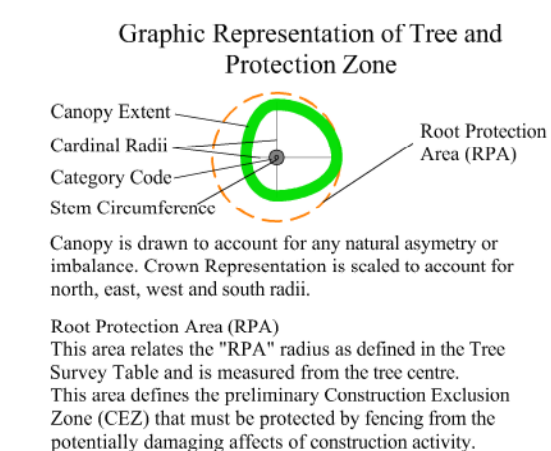 Graphic Representation of Tree and
Protection Zone
Canopy Extent
Cardinal Radii
Category Code
Stem Circumference
Root Protection
Area (RPA)
Canopy is drawn to account for any natural asymetry or
imbalance. Crown Representation is scaled to account for
north, east, west and south radii.
Root Protection Area (RPA)
This area relates the "RPA" radius as defined in the Tree
Survey Table and is measured from the tree centre.
This area defines the preliminary Construction Exclusion
Zone (CEZ) that must be protected by fencing from the
potentially damaging affects of construction activity.